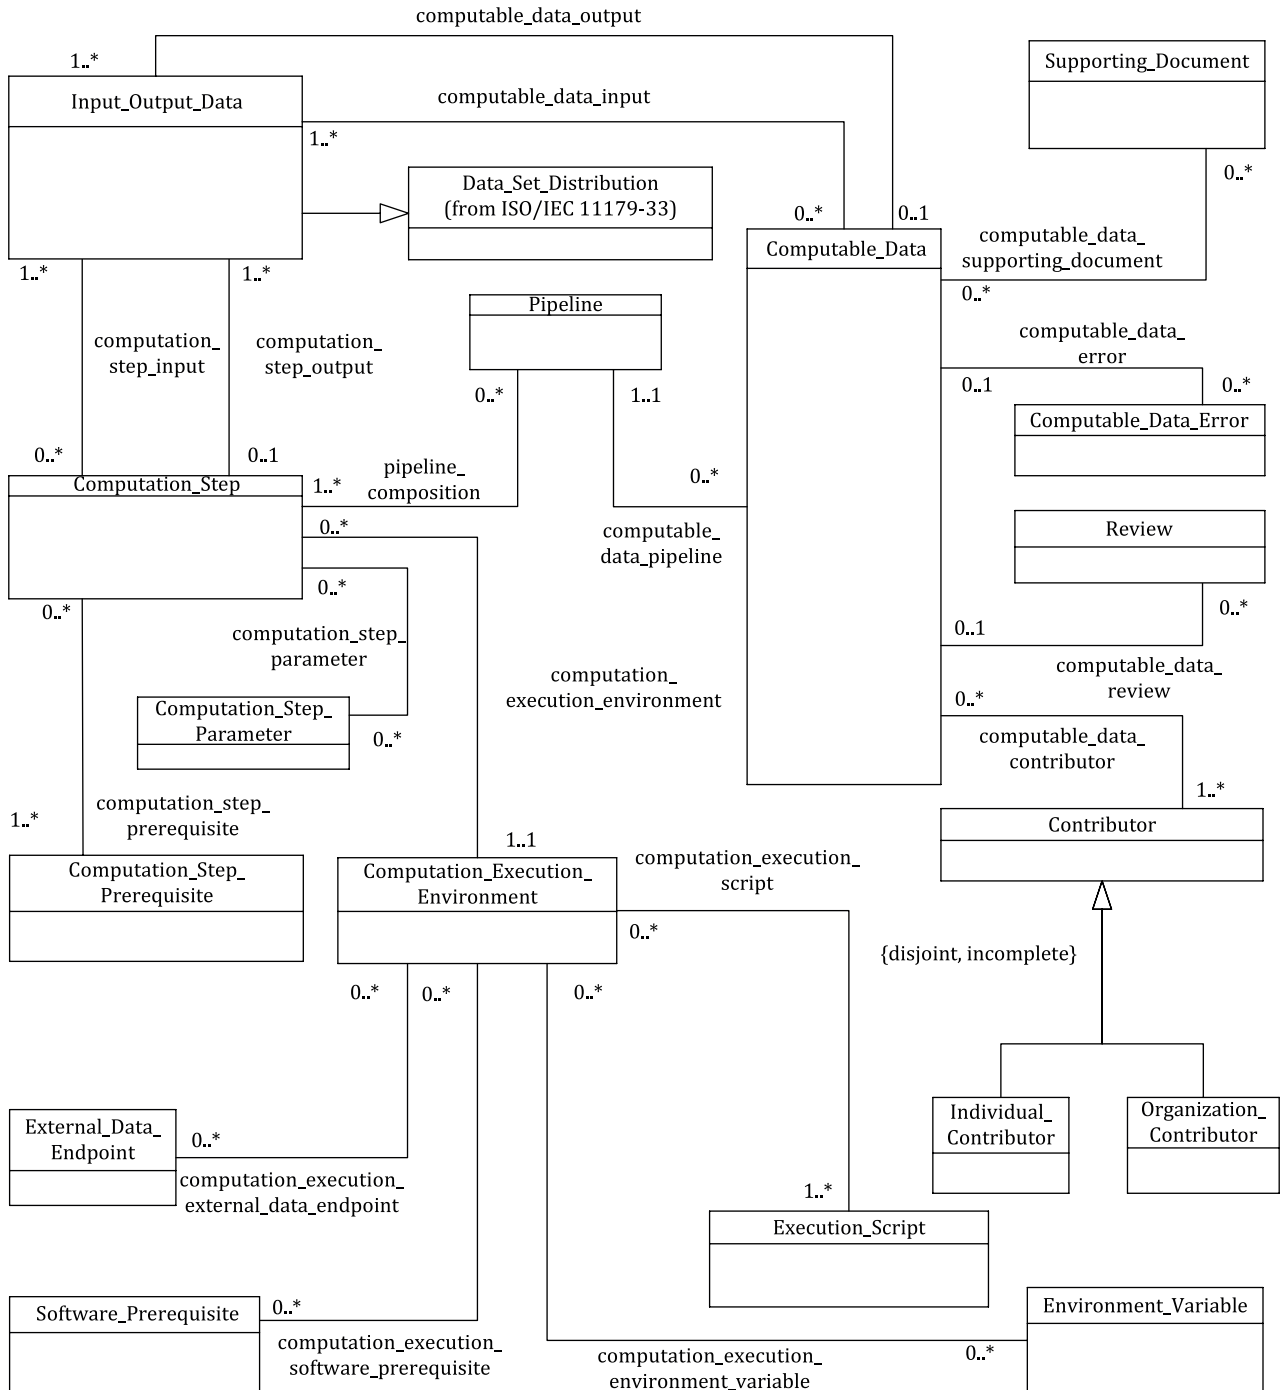 computable_data_output
1..*
Supporting_Document
Input_Output_Data
computable_data_input
1..*
0..*
Data_Set_Distribution
(from ISO/IEC 11179-33)
0..*
0..1
computable_data_
supporting_document
Computable_Data
1..*
1..*
0..*
Pipeline
computation_
step_input
computation_
step_output
computable_data_
error
0..1
0..*
0..*
1..1
Computable_Data_Error
0..*
0..1
pipeline_
composition
0..*
Computation_Step
1..*
0..*
computable_
data_pipeline
Review
0..*
0..*
0..*
computation_step_
parameter
0..1
computation_
execution_environment
computable_data_
review
0..*
Computation_Step_
Parameter
0..*
computable_data_
contributor
1..*
computation_step_
prerequisite
1..*
1..1
Contributor
computation_execution_
script
Computation_Step_
Prerequisite
Computation_Execution_
Environment
0..*
{disjoint, incomplete}
0..*
0..*
0..*
Individual_
Contributor
Organization_
Contributor
External_Data_
Endpoint
0..*
computation_execution_
external_data_endpoint
1..*
Execution_Script
Software_Prerequisite
0..*
computation_execution_
software_prerequisite
Environment_Variable
computation_execution_
environment_variable
0..*